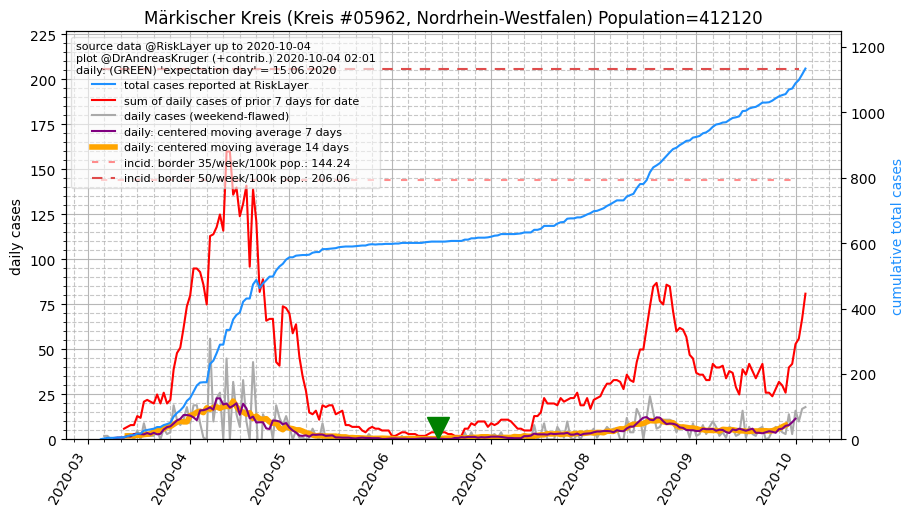 Märkischer Kreis (Kreis #05962, Nordrhein-Westfalen) Population=412120
source data @RiskLayer up to 2020-10-04
plot @DrAndreasKruger (+contrib.) 2020-10-04 02:01
daily: (GREEN) 'expectation day' = 15.06.2020
total cases reported at RiskLayer
sum of daily cases of prior 7 days for date
daily cases (weekend-flawed)
daily: centered moving average 7 days
daily: centered moving average 14 days
incid. border 35/week/100k pop.: 144.24
incid. border 50/week/100k pop.: 206.06
daily cases
225
200
175
150
125
100
75
50
25
0
cumulative total cases
1200
1000
800
600
400
200
0
2020-03
2020-04
2020-05
2020-06
2020-07
2020-08
2020-09
2020-10